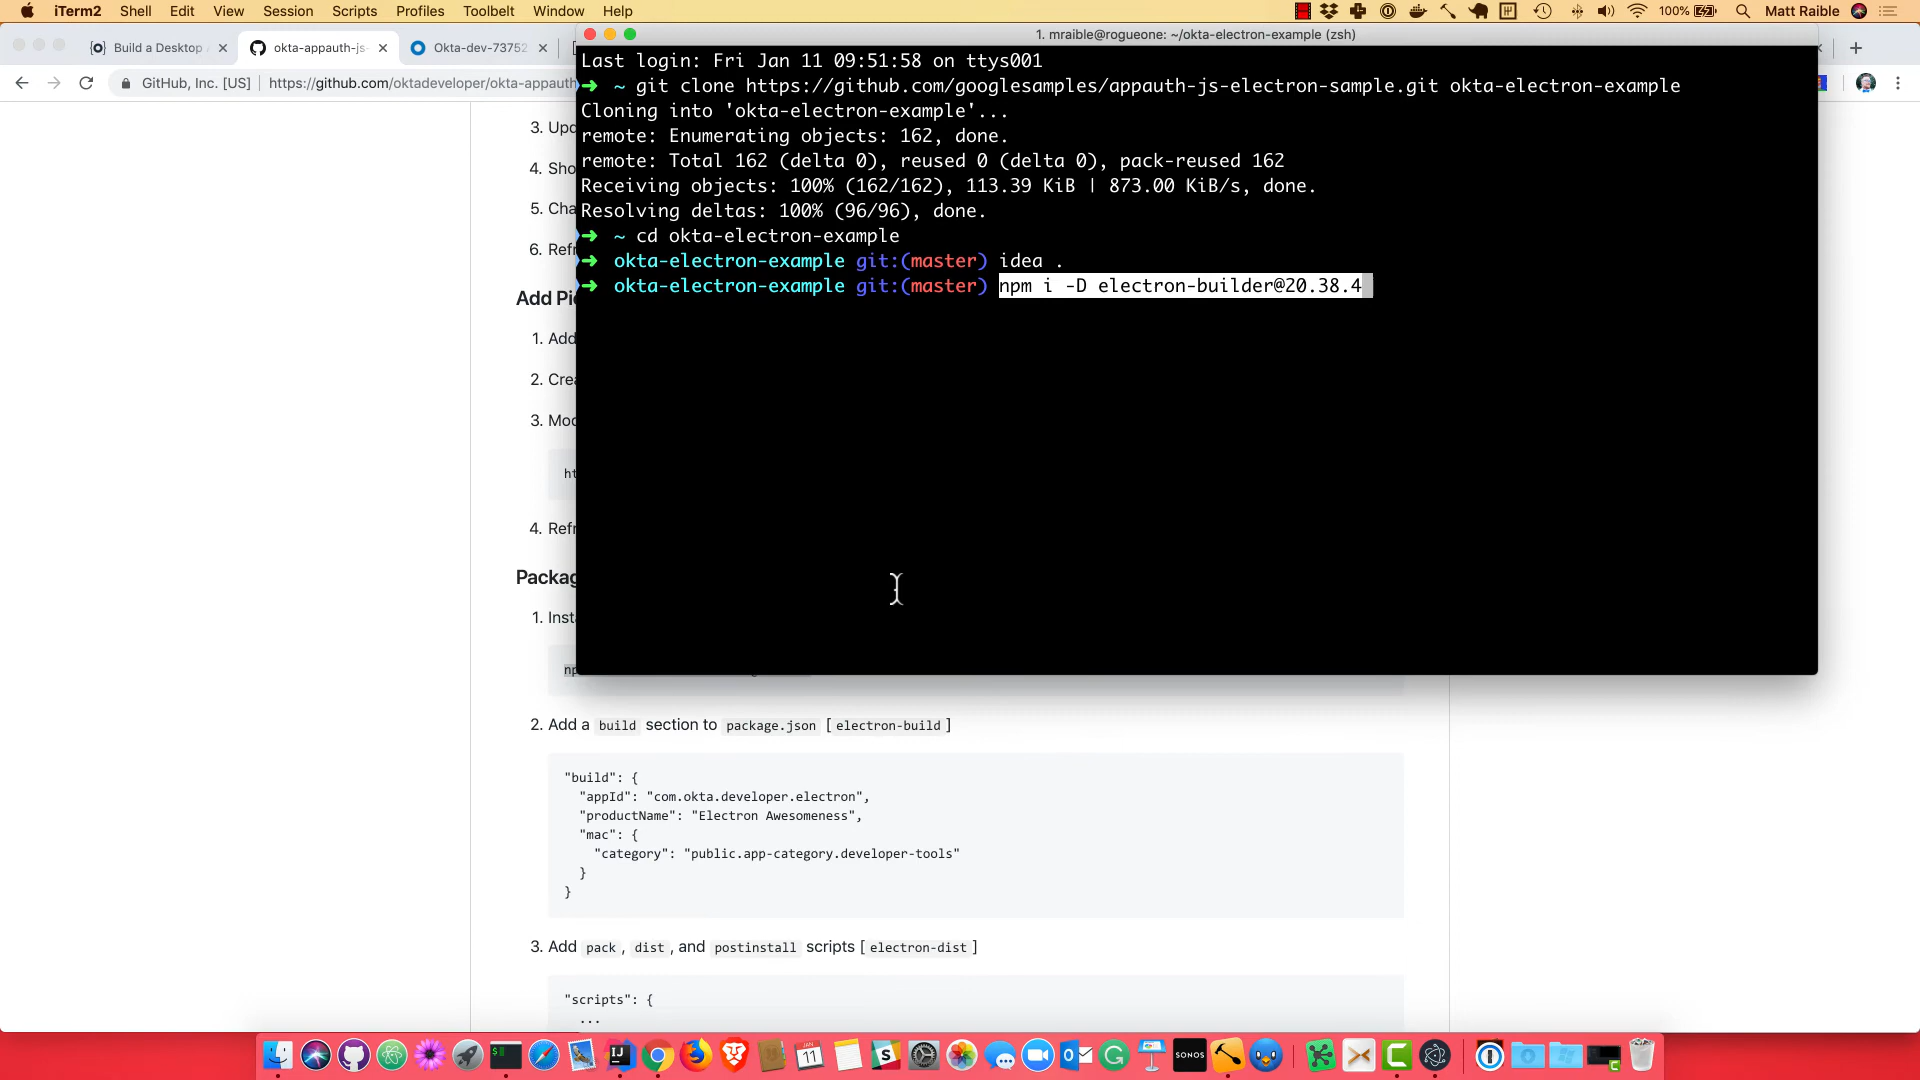 iTerm2 Shell Edit View Session Scripts Profiles Toolbelt Window Help 100% Matt Raible
1. mraible@rogueone: ~/okta-electron-example (zsh)
Build a Desktop
okta-appauth-js-
Okta-dev-73752
GitHub, Inc. [US] https://github.com/oktadeveloper/okta-appauth
Last login: Fri Jan 11 09:51:58 on ttys001
➜ ~ git clone https://github.com/googlesamples/appauth-js-electron-sample.git okta-electron-example
Cloning into 'okta-electron-example'...
remote: Enumerating objects: 162, done.
remote: Total 162 (delta 0), reused 0 (delta 0), pack-reused 162
Receiving objects: 100% (162/162), 113.39 KiB | 873.00 KiB/s, done.
Resolving deltas: 100% (96/96), done.
➜ ~ cd okta-electron-example
➜ okta-electron-example git:(master) idea .
➜ okta-electron-example git:(master) npm i -D electron-builder@20.38.4
3. Upd
4. Sho
5. Cha
6. Refr
Add Pic
1. Add
2. Crea
3. Mod
ht
4. Refr
Packag
1. Insta
np
2. Add a build section to package.json [ electron-build ]
"build": {
"appId": "com.okta.developer.electron",
"productName": "Electron Awesomeness",
"mac": {
"category": "public.app-category.developer-tools"
}
}
3. Add pack , dist , and postinstall scripts [ electron-dist ]
"scripts": {
...
JAN
11
SONOS